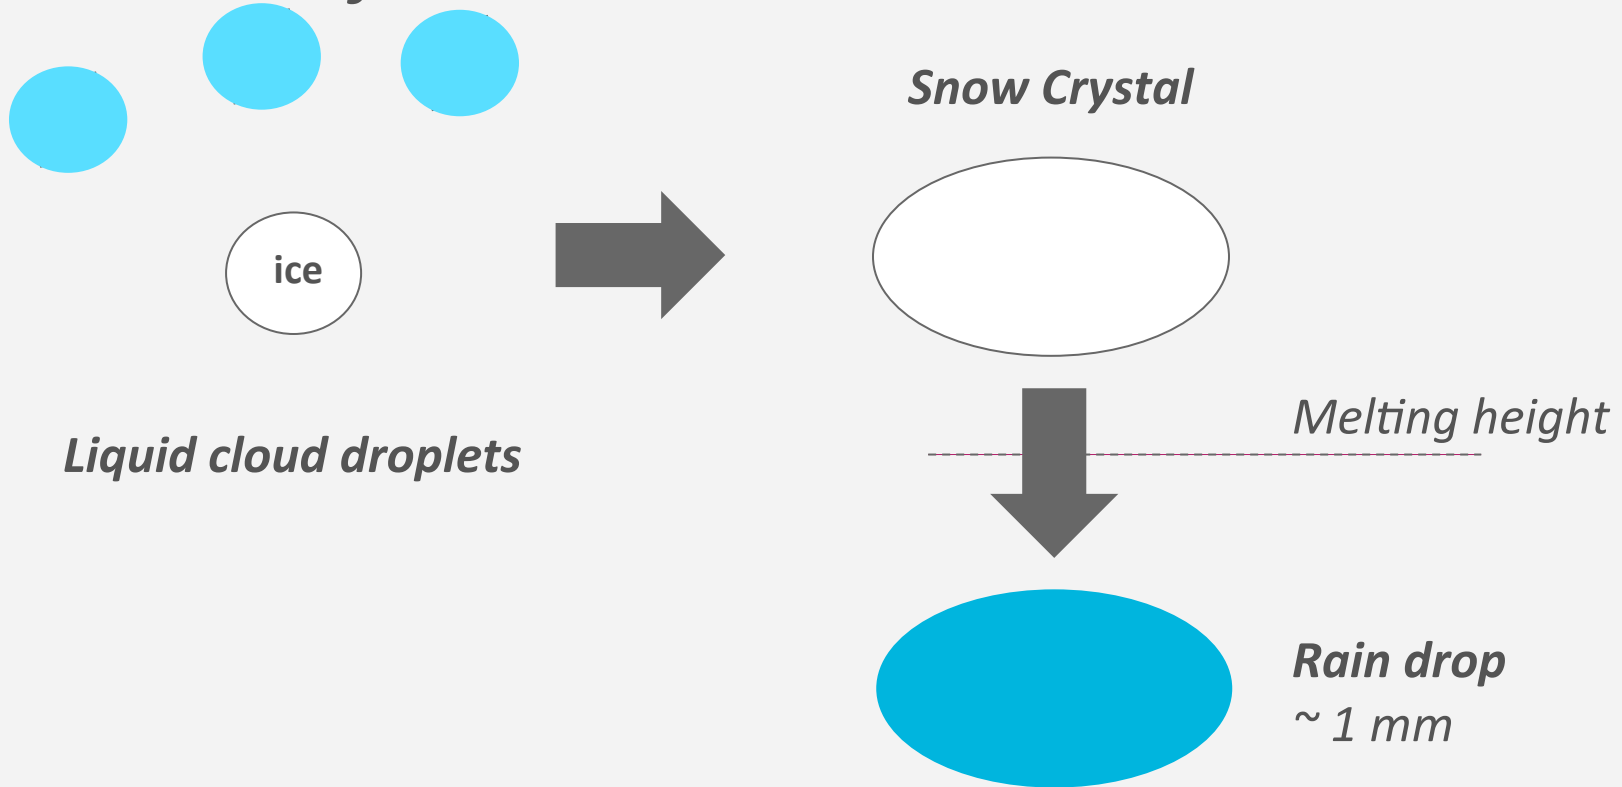 Snow Crystal
ice
Melting height
Liquid cloud droplets
Rain drop
~ 1 mm